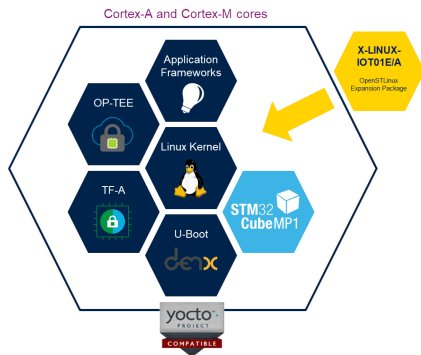 Cortex-A and Cortex-M cores
Application
Frameworks
X-LINUX-
IOT01E/A
OpenSTLinux
Expansion Package
OP-TEE
Linux Kernel
TF-A
STM32
CubeMP1
U-Boot
denx
yocto
PROJECT
COMPATIBLE